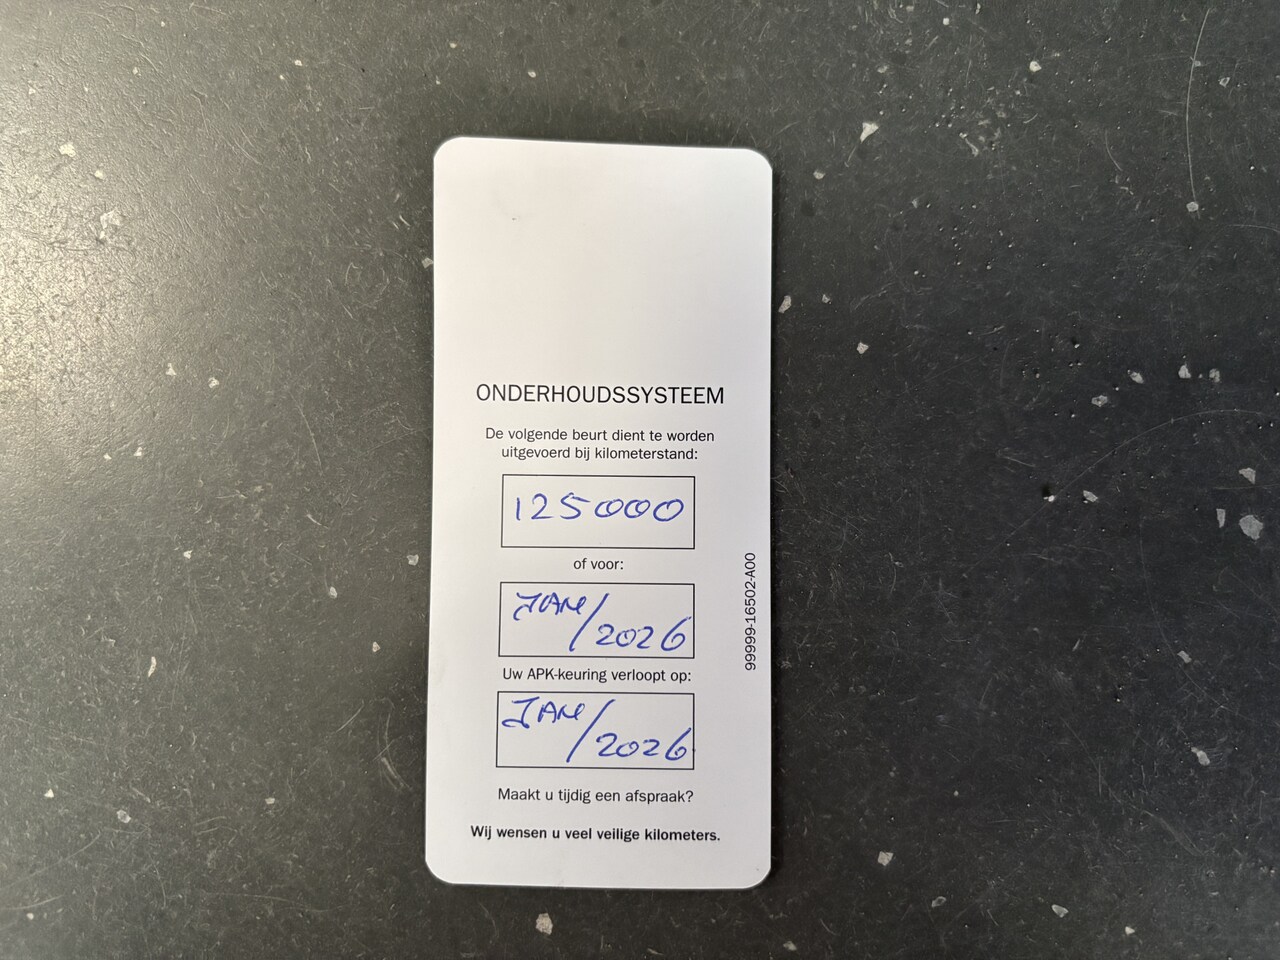 ONDERHOUDSSYSTEEM
De volgende beurt dient te worden
uitgevoerd bij kilometerstand:
125000
of voor:
JAN/2026
Uw APK-keuring verloopt op:
JAN/2026
Maakt u tijdig een afspraak?
Wij wensen u veel veilige kilometers.
99999-16502-A00